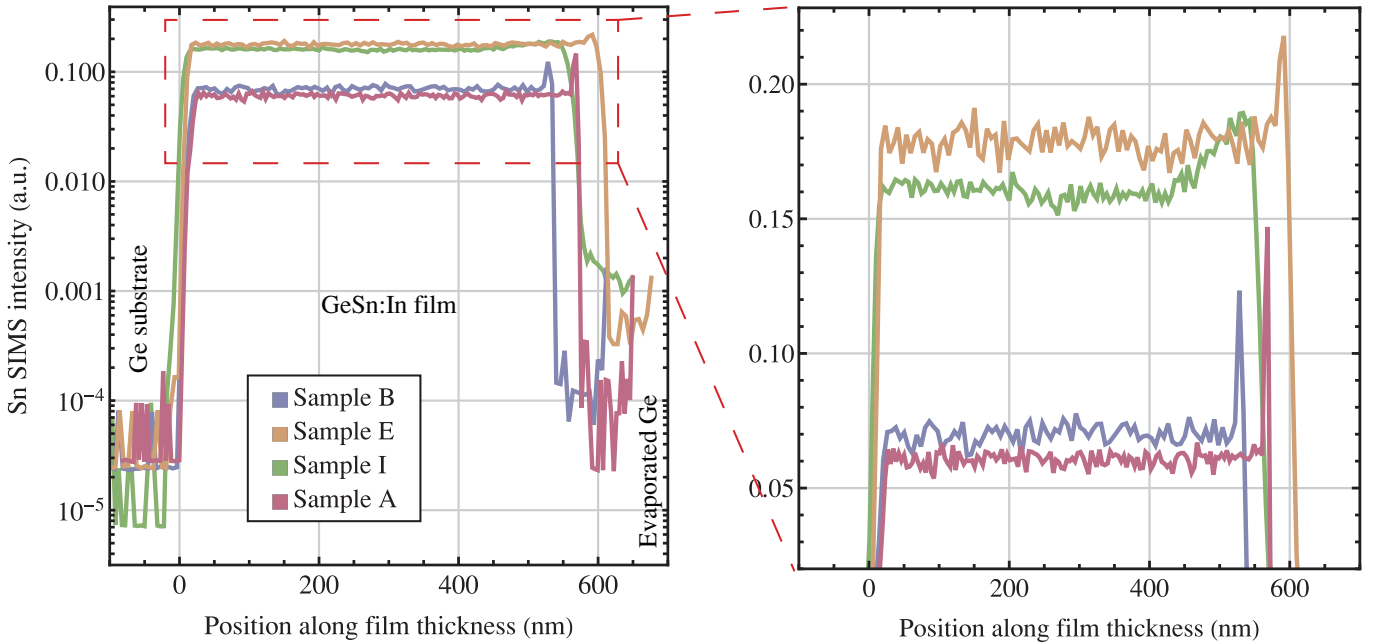 Sn SIMS intensity (a.u.)
0.100
0.010
0.001
10⁻⁴
10⁻⁵
Ge substrate
GeSn:In film
Evaporated Ge
Sample B
Sample E
Sample I
Sample A
0 200 400 600
Position along film thickness (nm)
0.20
0.15
0.10
0.05
0 200 400 600
Position along film thickness (nm)